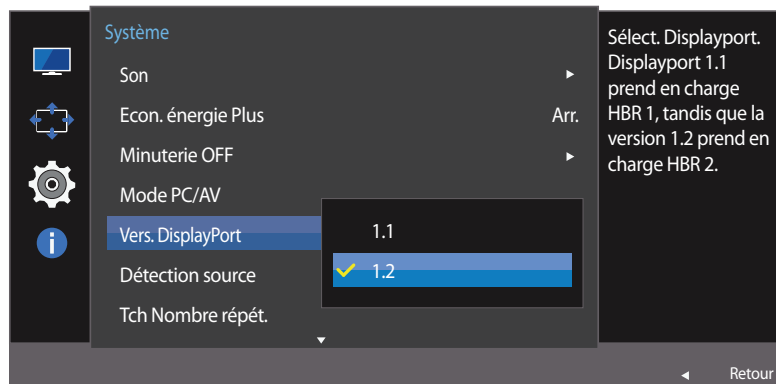 Système
Son
Econ. énergie Plus
Arr.
Minuterie OFF
Mode PC/AV
Vers. DisplayPort
Détection source
Tch Nombre répét.
1.1
1.2
Sélect. Displayport.
Displayport 1.1
prend en charge
HBR 1, tandis que la
version 1.2 prend en
charge HBR 2.
Retour